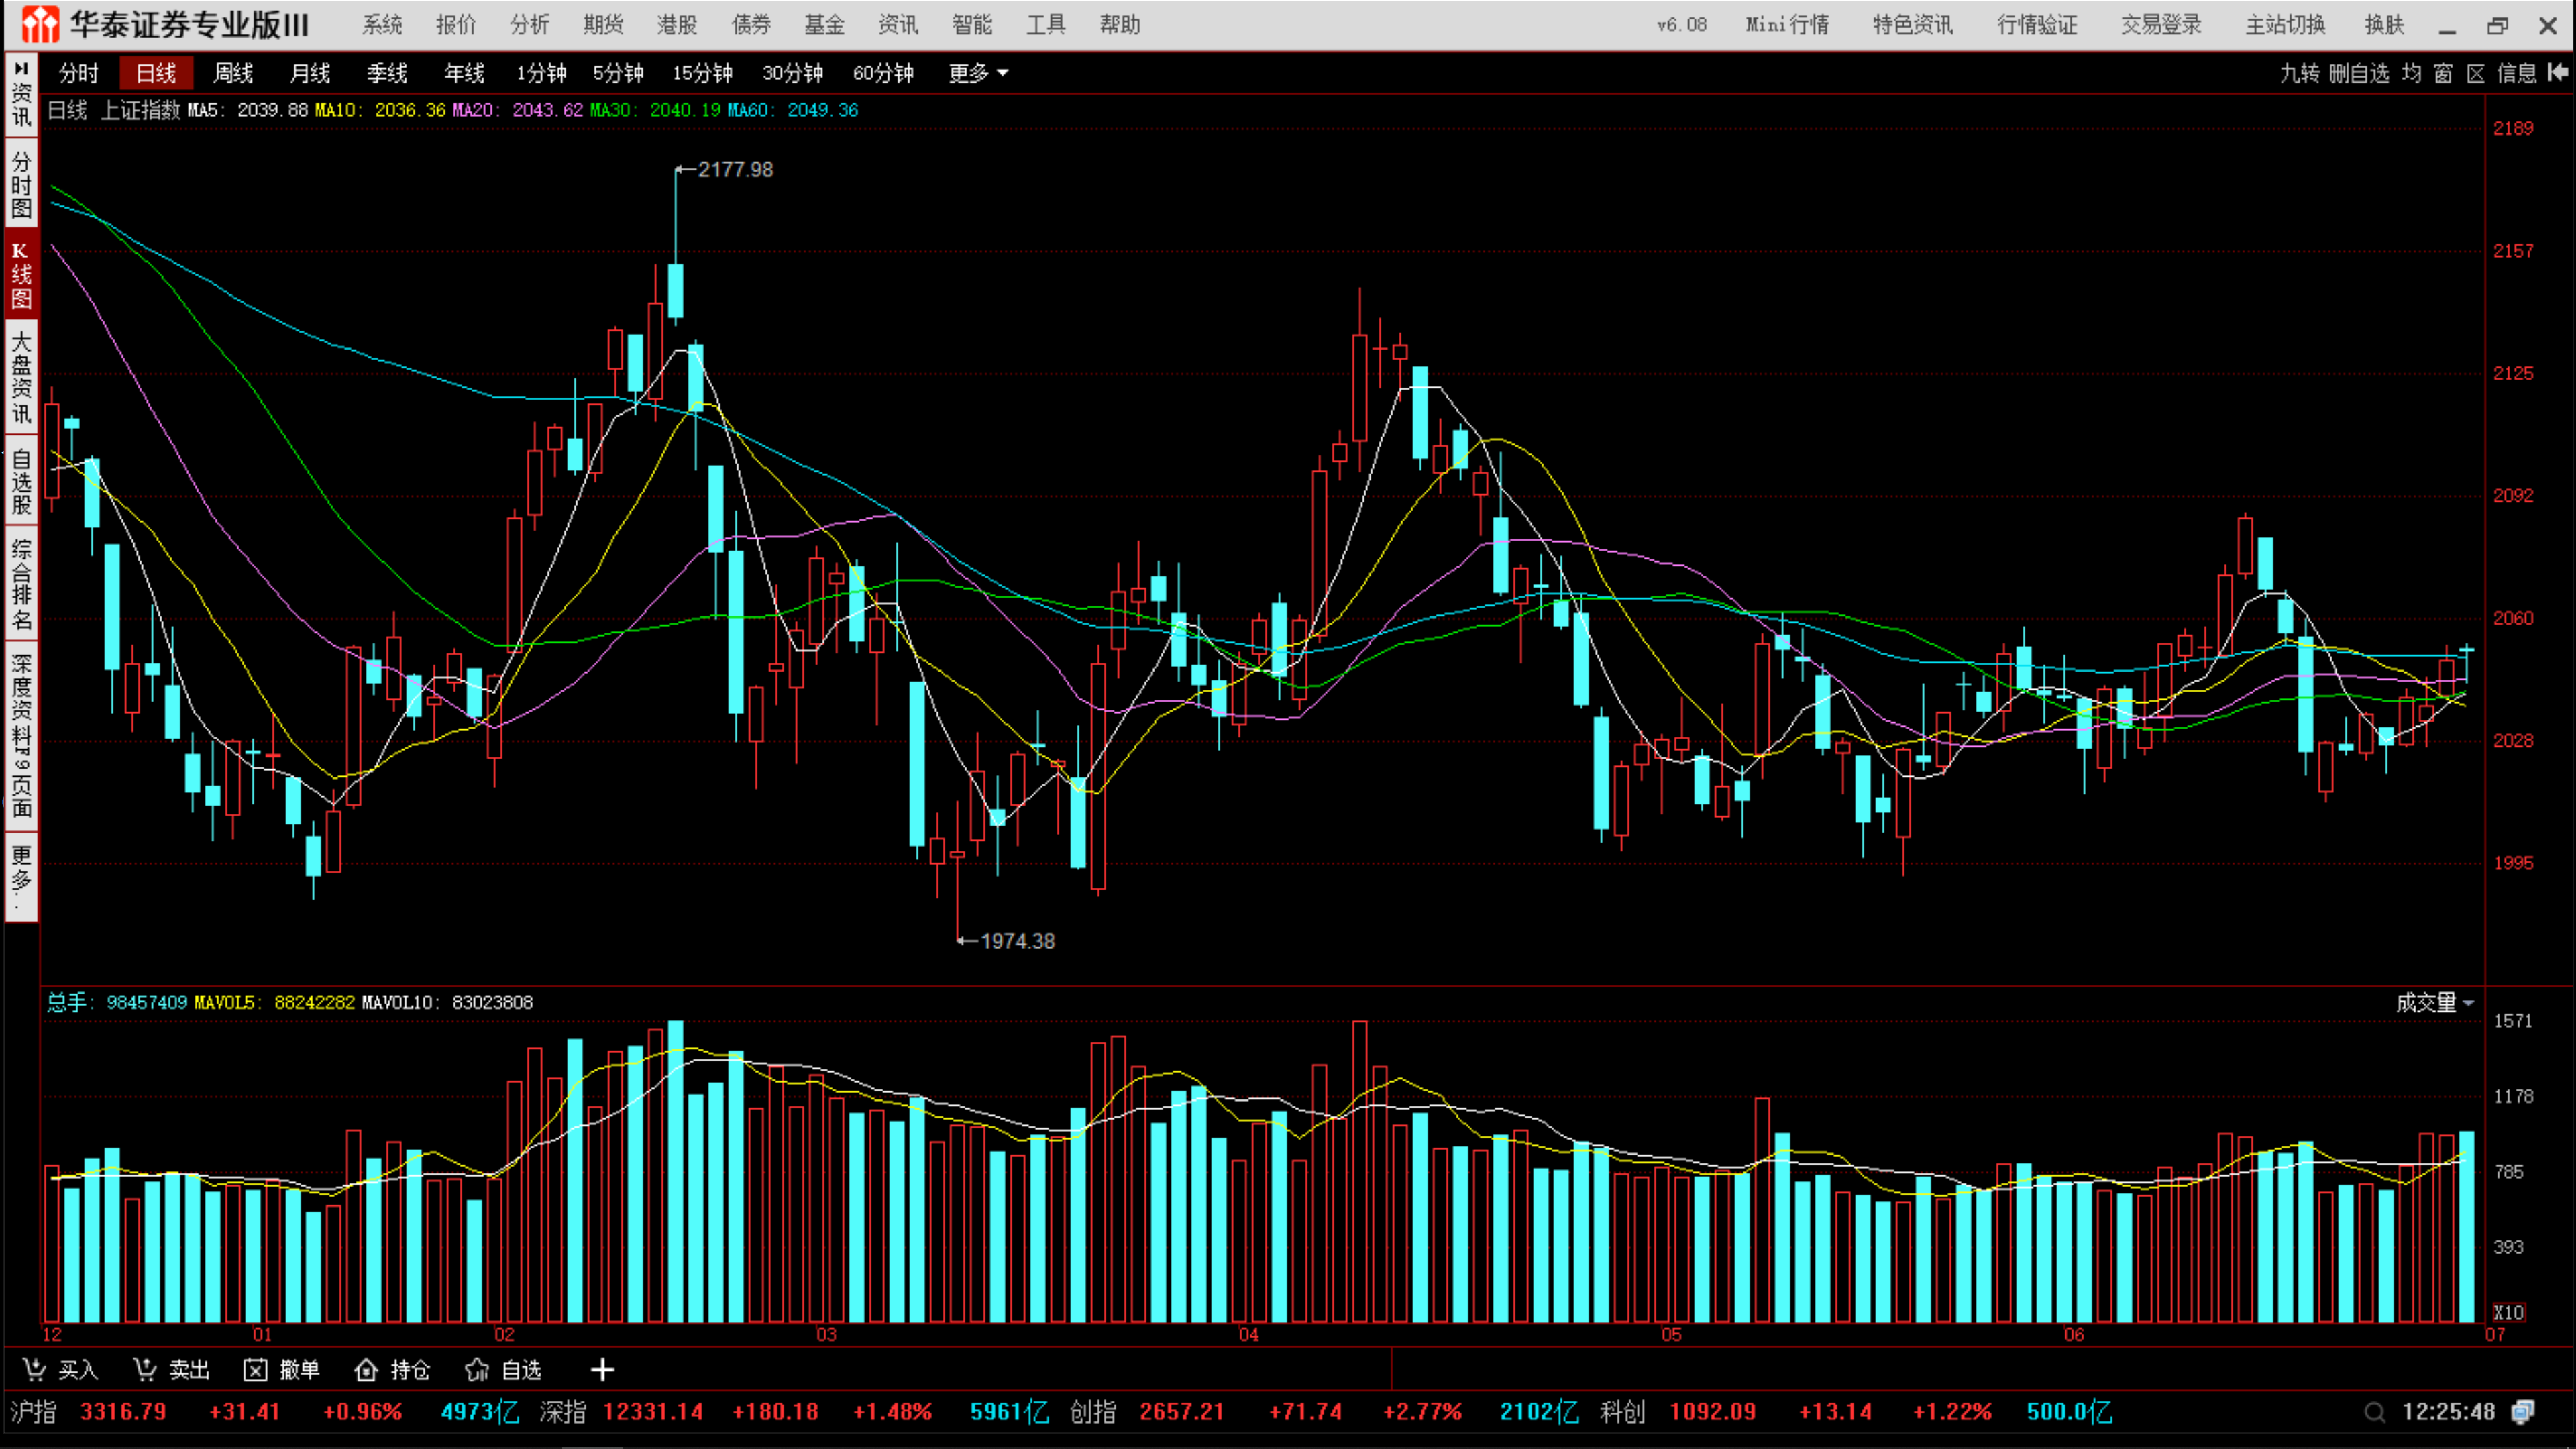 华泰证券专业版III 系统 报价 分析 期货 港股 债券 基金 资讯 智能 工具 帮助 v6.08 Mini行情 特色资讯 行情验证 交易登录 主站切换 换肤
分时 日线 周线 月线 季线 年线 1分钟 5分钟 15分钟 30分钟 60分钟 更多 九转 删自选 均 窗 区 信息
资讯
分时图
K线图
大盘资讯
自选股
综合排名
深度资料F9页面
更多..
日线 上证指数 MA5: 2039.88 MA10: 2036.36 MA20: 2043.62 MA30: 2040.19 MA60: 2049.36
2189
2177.98
2157
2125
2092
2060
2028
1995
1974.38
总手: 98457409 MAVOL5: 88242282 MAVOL10: 83023808 成交量
1571
1178
785
393
X10
12 01 02 03 04 05 06 07
买入 卖出 撤单 持仓 自选
沪指 3316.79 +31.41 +0.96% 4973亿 深指 12331.14 +180.18 +1.48% 5961亿 创指 2657.21 +71.74 +2.77% 2102亿 科创 1092.09 +13.14 +1.22% 500.0亿 12:25:48